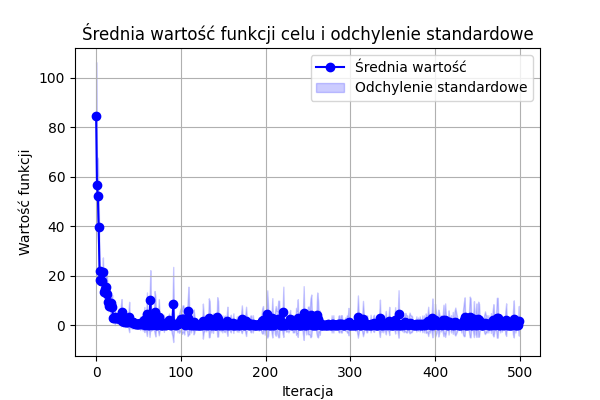 Średnia wartość funkcji celu i odchylenie standardowe
Średnia wartość
Odchylenie standardowe
Wartość funkcji
100
80
60
40
20
0
0 100 200 300 400 500
Iteracja